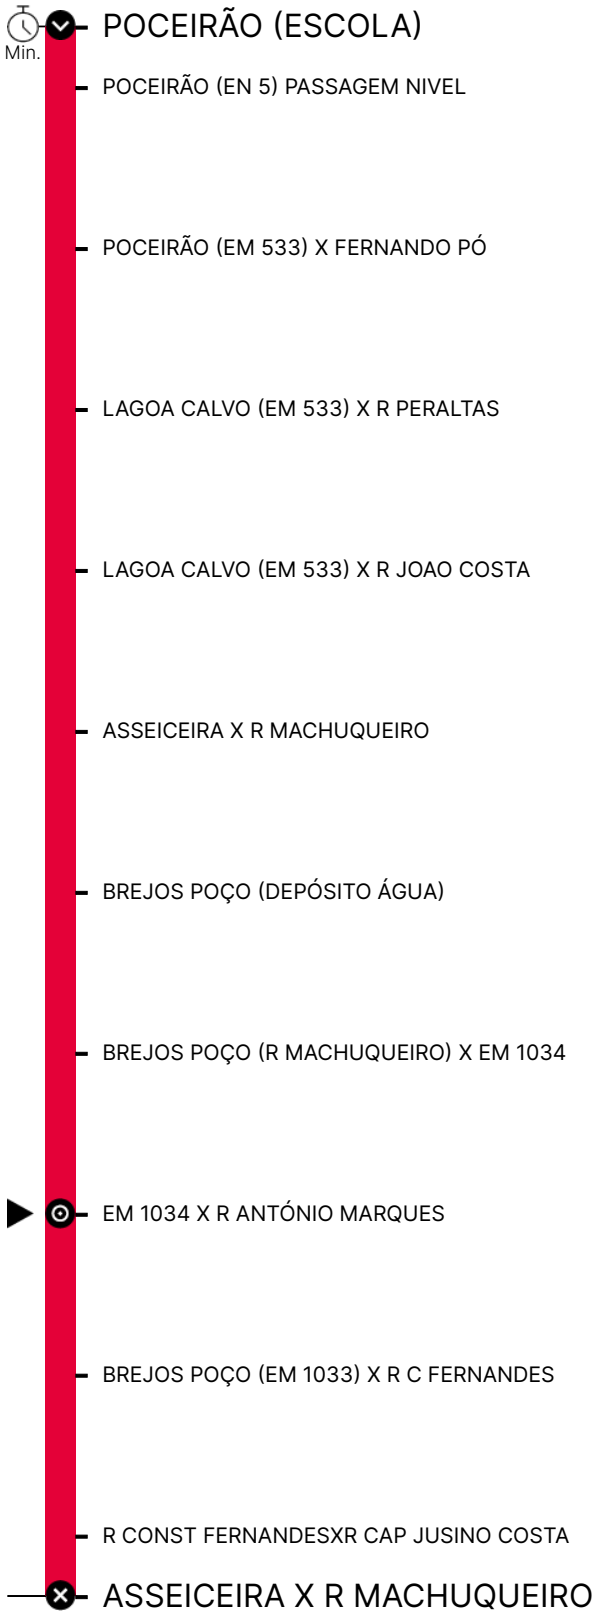 POCEIRÃO (ESCOLA)
Min.
POCEIRÃO (EN 5) PASSAGEM NIVEL
POCEIRÃO (EM 533) X FERNANDO PÓ
LAGOA CALVO (EM 533) X R PERALTAS
LAGOA CALVO (EM 533) X R JOAO COSTA
ASSEICEIRA X R MACHUQUEIRO
BREJOS POÇO (DEPÓSITO ÁGUA)
BREJOS POÇO (R MACHUQUEIRO) X EM 1034
EM 1034 X R ANTÓNIO MARQUES
BREJOS POÇO (EM 1033) X R C FERNANDES
R CONST FERNANDESXR CAP JUSINO COSTA
ASSEICEIRA X R MACHUQUEIRO